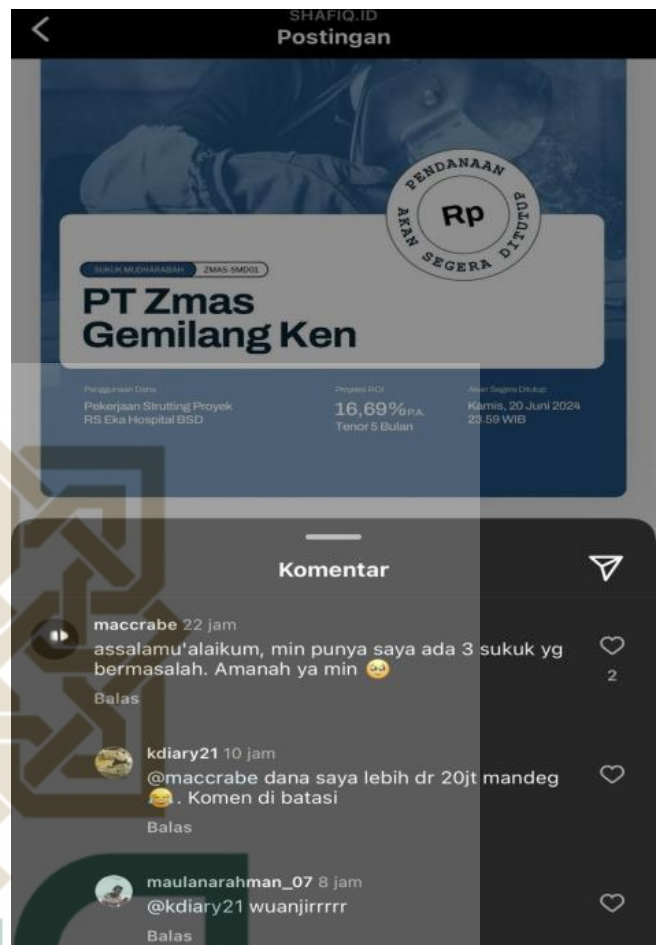 SHAFIQ.ID
Postingan
PENDANAAN
AKAN SEGERA DITUTUP
Rp
SUKUK MUDHARABAH ZMAS-SMD01
PT Zmas
Gemilang Ken
Penggunaan Dana
Pekerjaan Strutting Proyek
RS Eka Hospital BSD
Proyeksi ROI
16,69% P.A.
Tenor 5 Bulan
Akan Segera Ditutup
Kamis, 20 Juni 2024
23.59 WIB
Komentar
maccrabe 22 jam
assalamu'alaikum, min punya saya ada 3 sukuk yg
bermasalah. Amanah ya min 🥹
2
Balas
kdiary21 10 jam
@maccrabe dana saya lebih dr 20jt mandeg
😂. Komen di batasi
Balas
maulanarahman_07 8 jam
@kdiary21 wuanjirrrrr
Balas